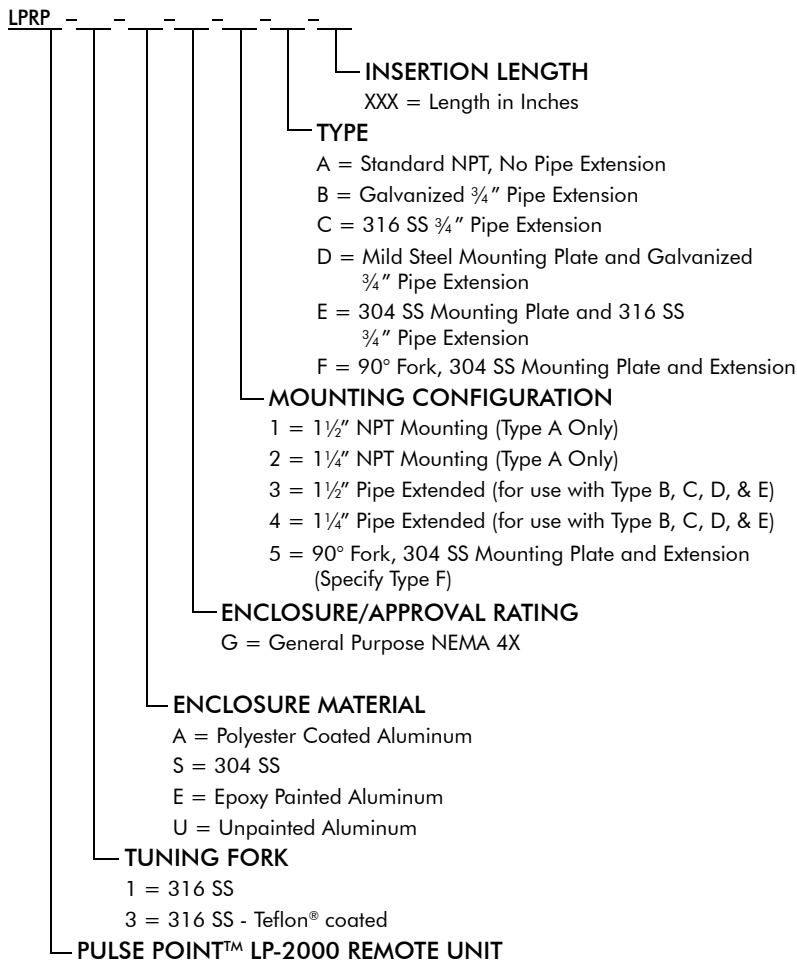 LPRP – – – – – –
INSERTION LENGTH
XXX = Length in Inches
TYPE
A = Standard NPT, No Pipe Extension
B = Galvanized ¾” Pipe Extension
C = 316 SS ¾” Pipe Extension
D = Mild Steel Mounting Plate and Galvanized
¾” Pipe Extension
E = 304 SS Mounting Plate and 316 SS
¾” Pipe Extension
F = 90° Fork, 304 SS Mounting Plate and Extension
MOUNTING CONFIGURATION
1 = 1½” NPT Mounting (Type A Only)
2 = 1¼” NPT Mounting (Type A Only)
3 = 1½” Pipe Extended (for use with Type B, C, D, & E)
4 = 1¼” Pipe Extended (for use with Type B, C, D, & E)
5 = 90° Fork, 304 SS Mounting Plate and Extension
(Specify Type F)
ENCLOSURE/APPROVAL RATING
G = General Purpose NEMA 4X
ENCLOSURE MATERIAL
A = Polyester Coated Aluminum
S = 304 SS
E = Epoxy Painted Aluminum
U = Unpainted Aluminum
TUNING FORK
1 = 316 SS
3 = 316 SS - Teflon® coated
PULSE POINT™ LP-2000 REMOTE UNIT